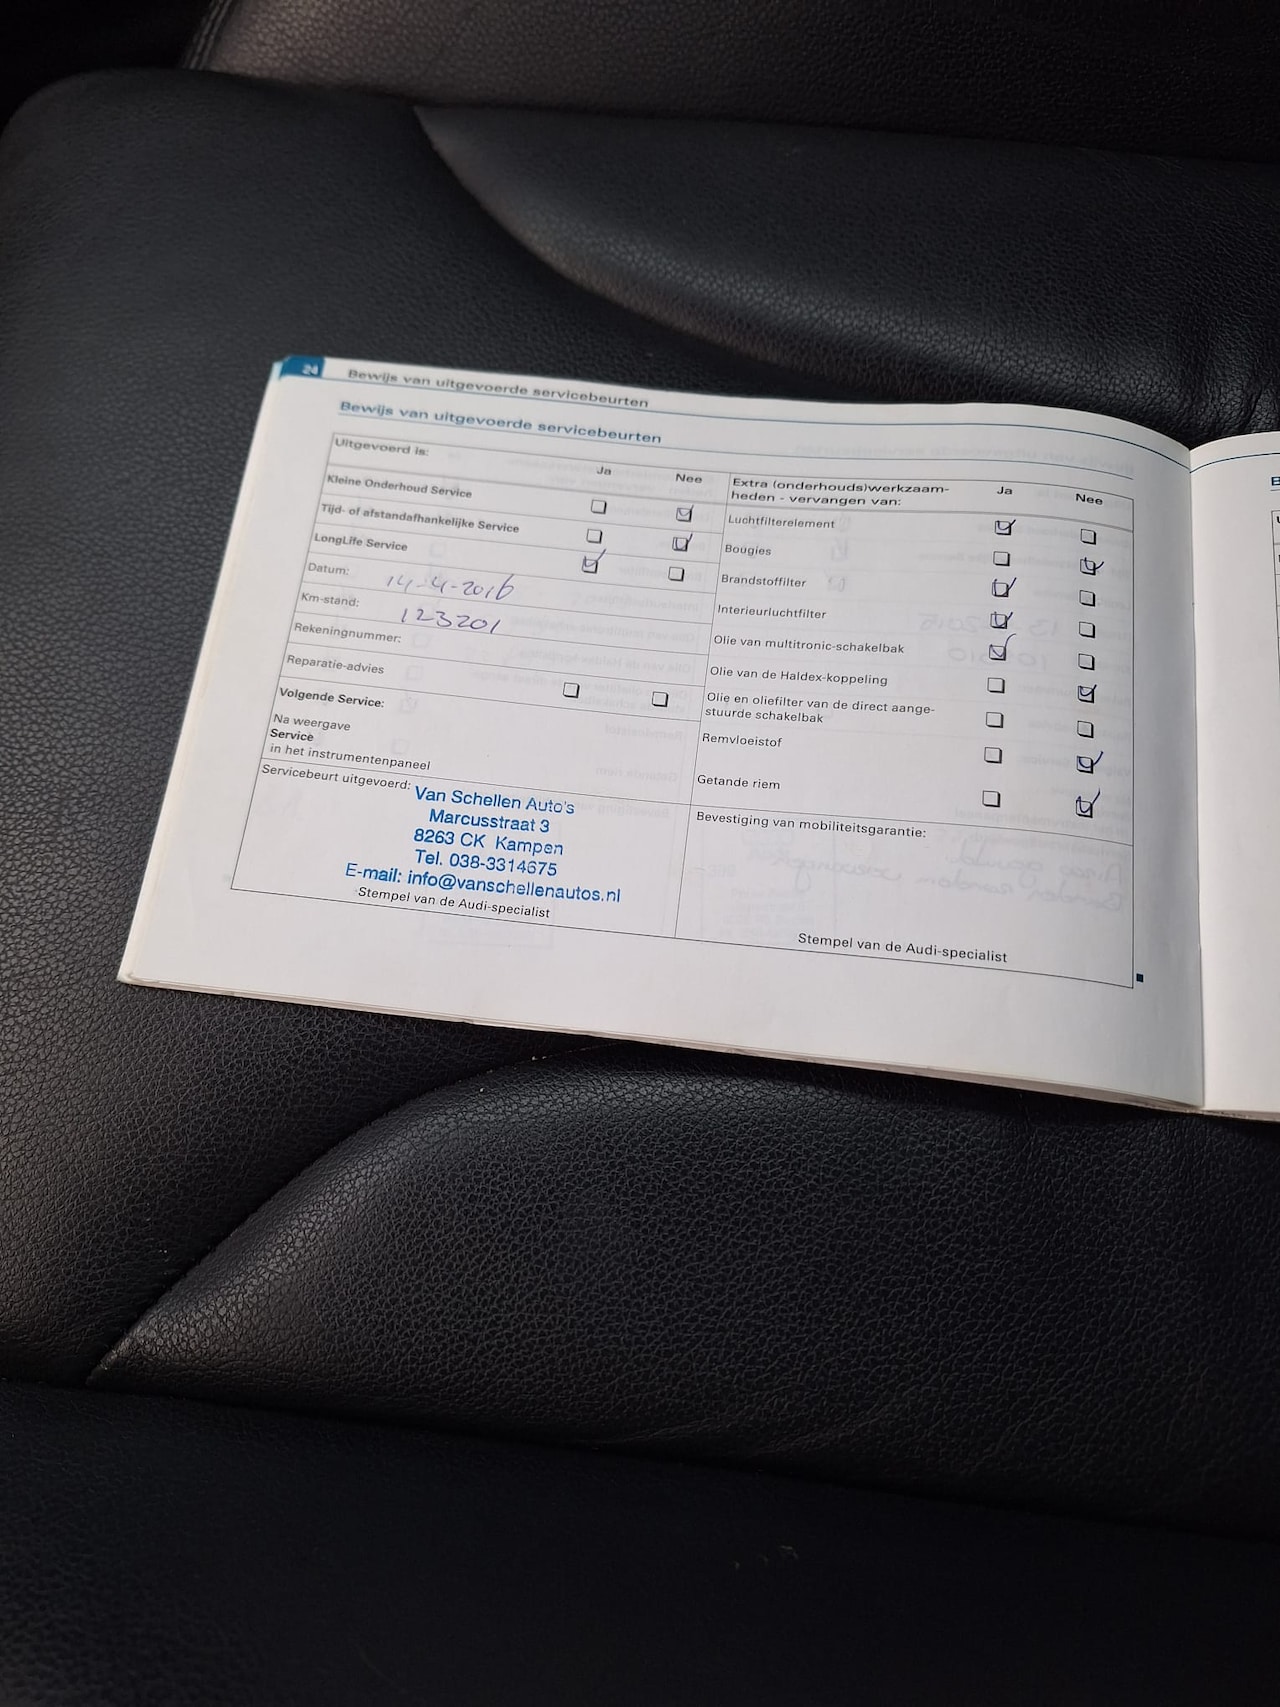 24 Bewijs van uitgevoerde servicebeurten
Bewijs van uitgevoerde servicebeurten
Uitgevoerd is:
Ja Nee
Kleine Onderhoud Service
Tijd- of afstandafhankelijke Service
LongLife Service
Datum: 14-4-2016
Km-stand: 123201
Rekeningnummer:
Reparatie-advies
Volgende Service:
Na weergave
Service
in het instrumentenpaneel
Servicebeurt uitgevoerd:
Van Schellen Auto's
Marcusstraat 3
8263 CK Kampen
Tel. 038-3314675
E-mail: info@vanschellenautos.nl
Stempel van de Audi-specialist
Extra (onderhouds)werkzaam-
heden - vervangen van:
Ja Nee
Luchtfilterelement
Bougies
Brandstoffilter
Interieurluchtfilter
Olie van multitronic-schakelbak
Olie van de Haldex-koppeling
Olie en oliefilter van de direct aange-
stuurde schakelbak
Remvloeistof
Getande riem
Bevestiging van mobiliteitsgarantie:
Stempel van de Audi-specialist